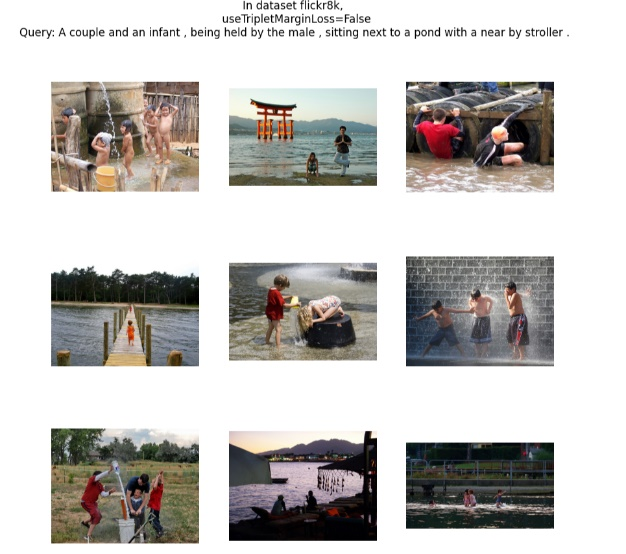 In dataset flickr8k,
useTripletMarginLoss=False
Query: A couple and an infant , being held by the male , sitting next to a pond with a near by stroller .